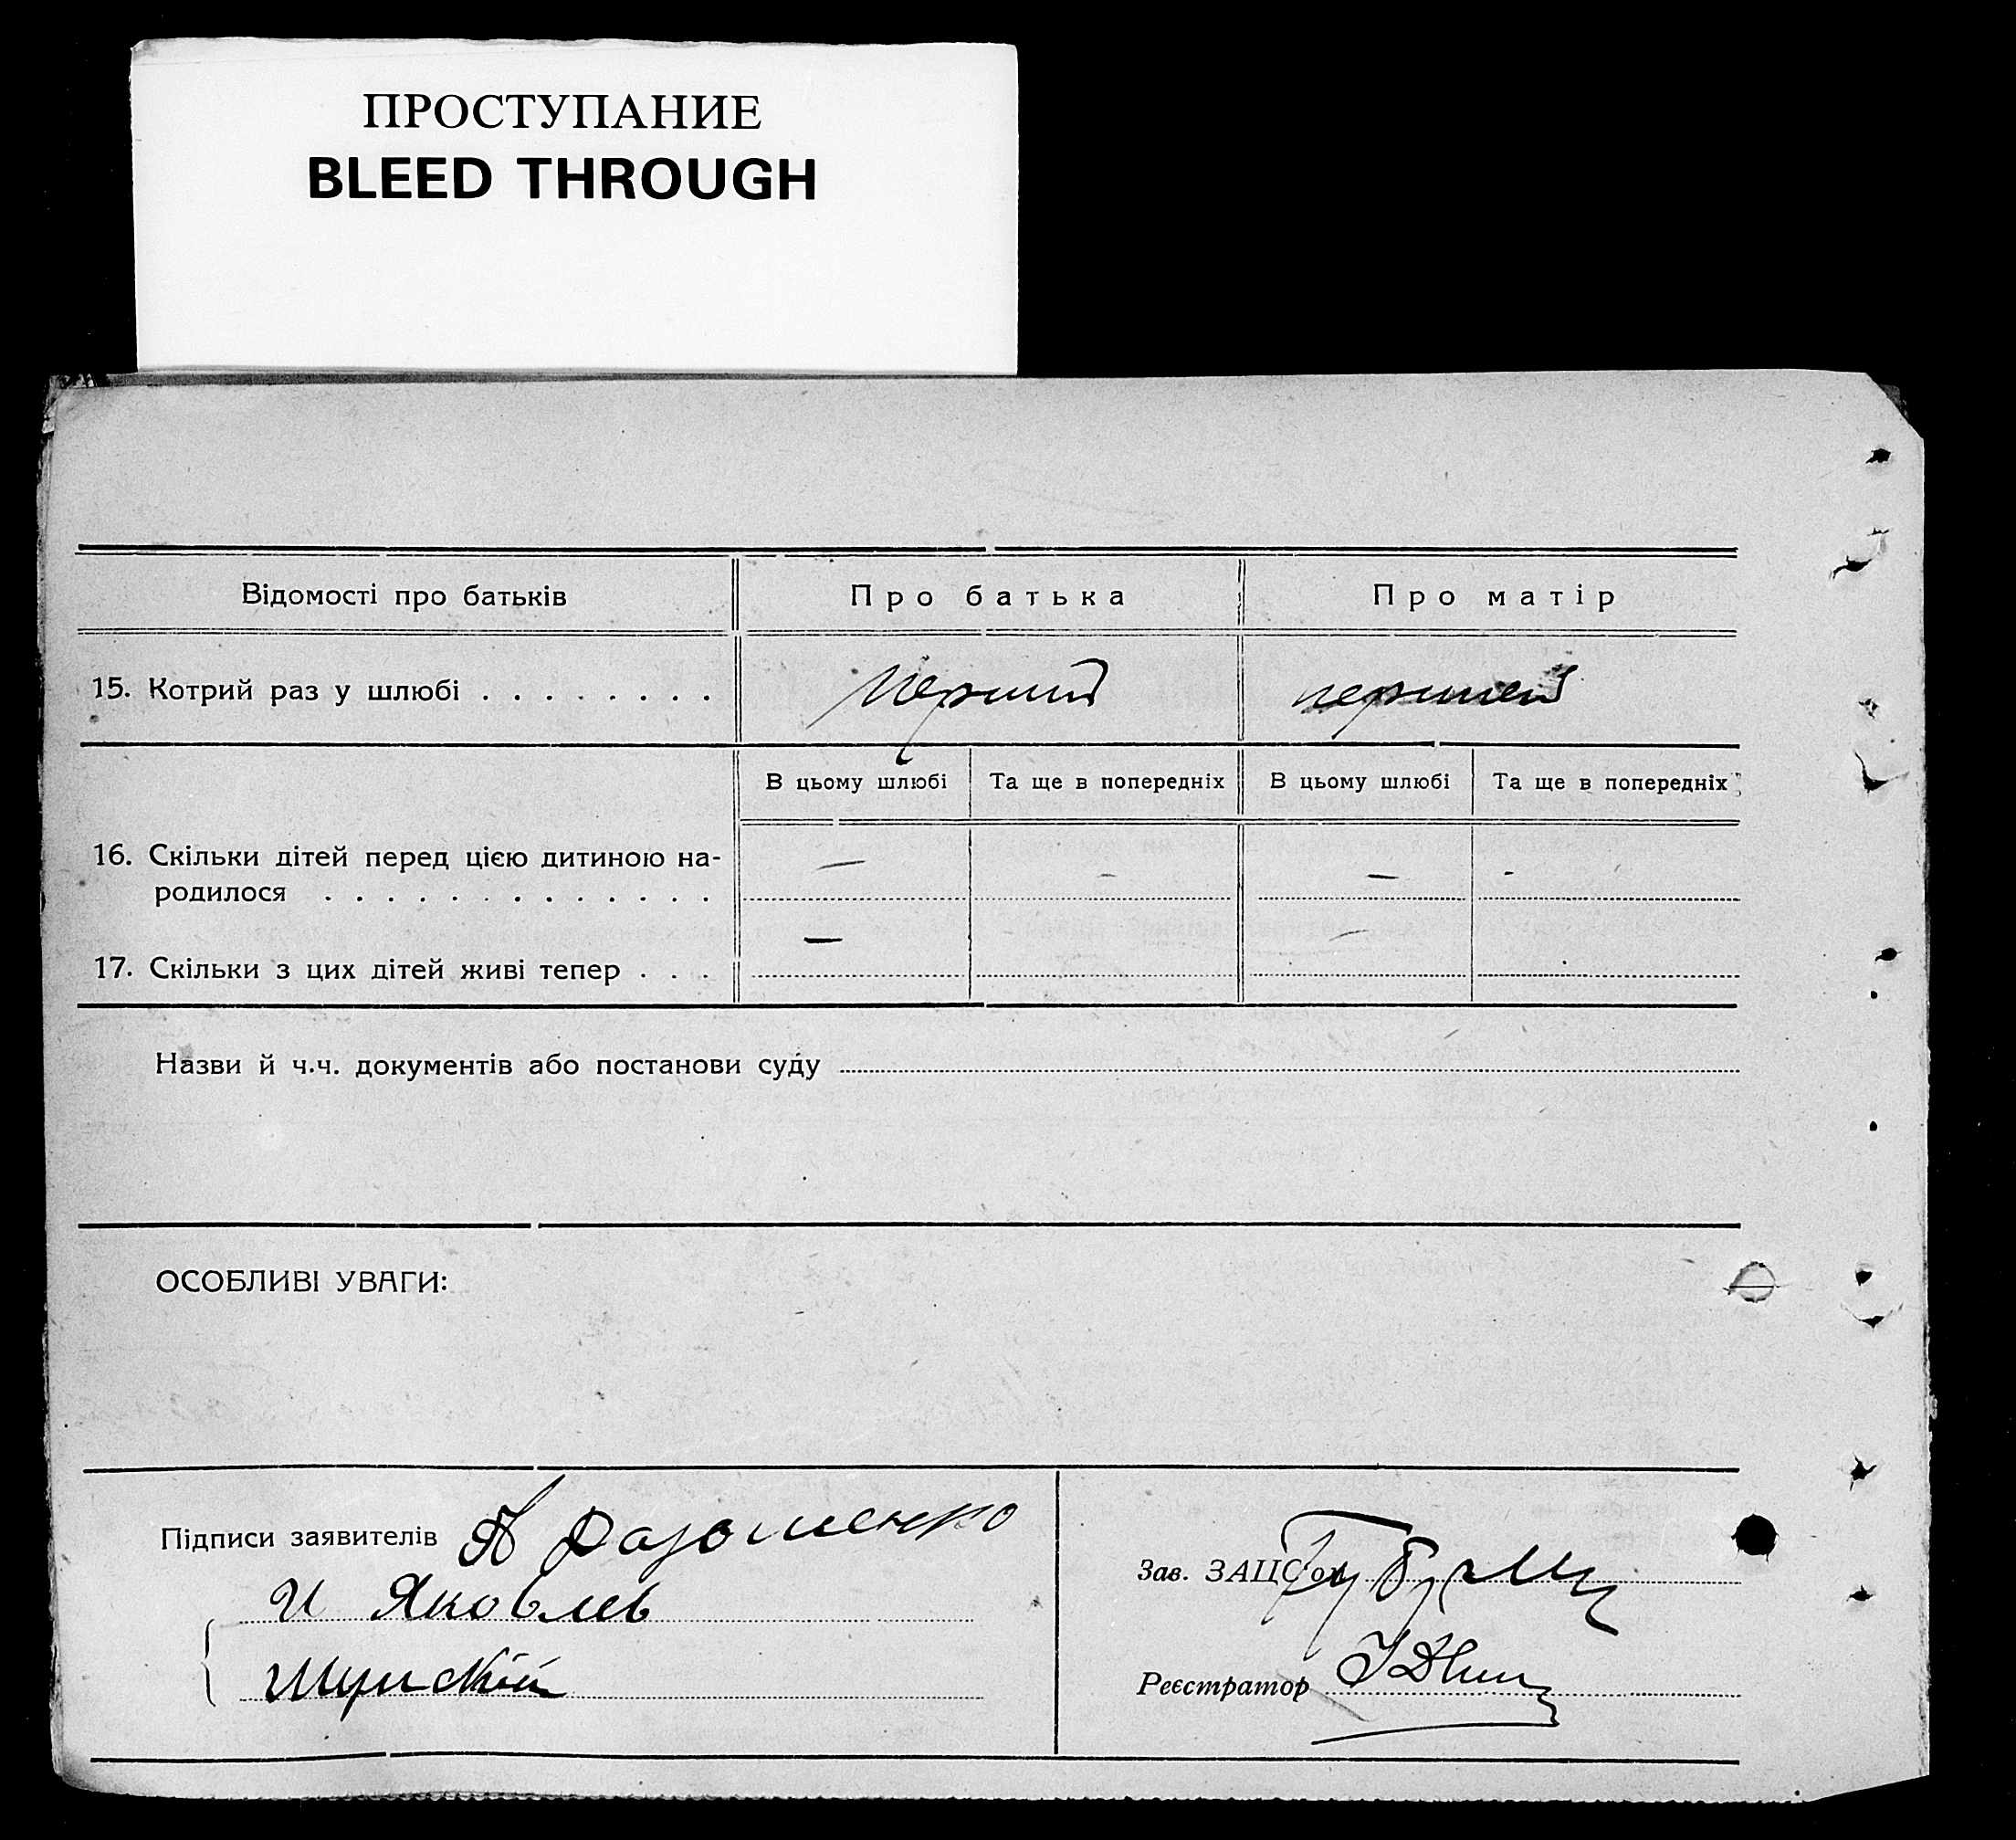 ПРОСТУПАНИЕ
BLEED THROUGH
Відомості про батьків Про батька Про матір
15. Котрий раз у шлюбі . . . . . . . . перший перший
В цьому шлюбі Та ще в попередніх В цьому шлюбі Та ще в попередніх
16. Скільки дітей перед цією дитиною на- — – — -
родилося . . . . . . . . . . . . .
— —
17. Скільки з цих дітей живі тепер . . .
Назви й ч.ч. документів або постанови суду
ОСОБЛИВІ УВАГИ:
Підписи заявителів
И Яковлев
Зав. ЗАЦС'ом
Реєстратор